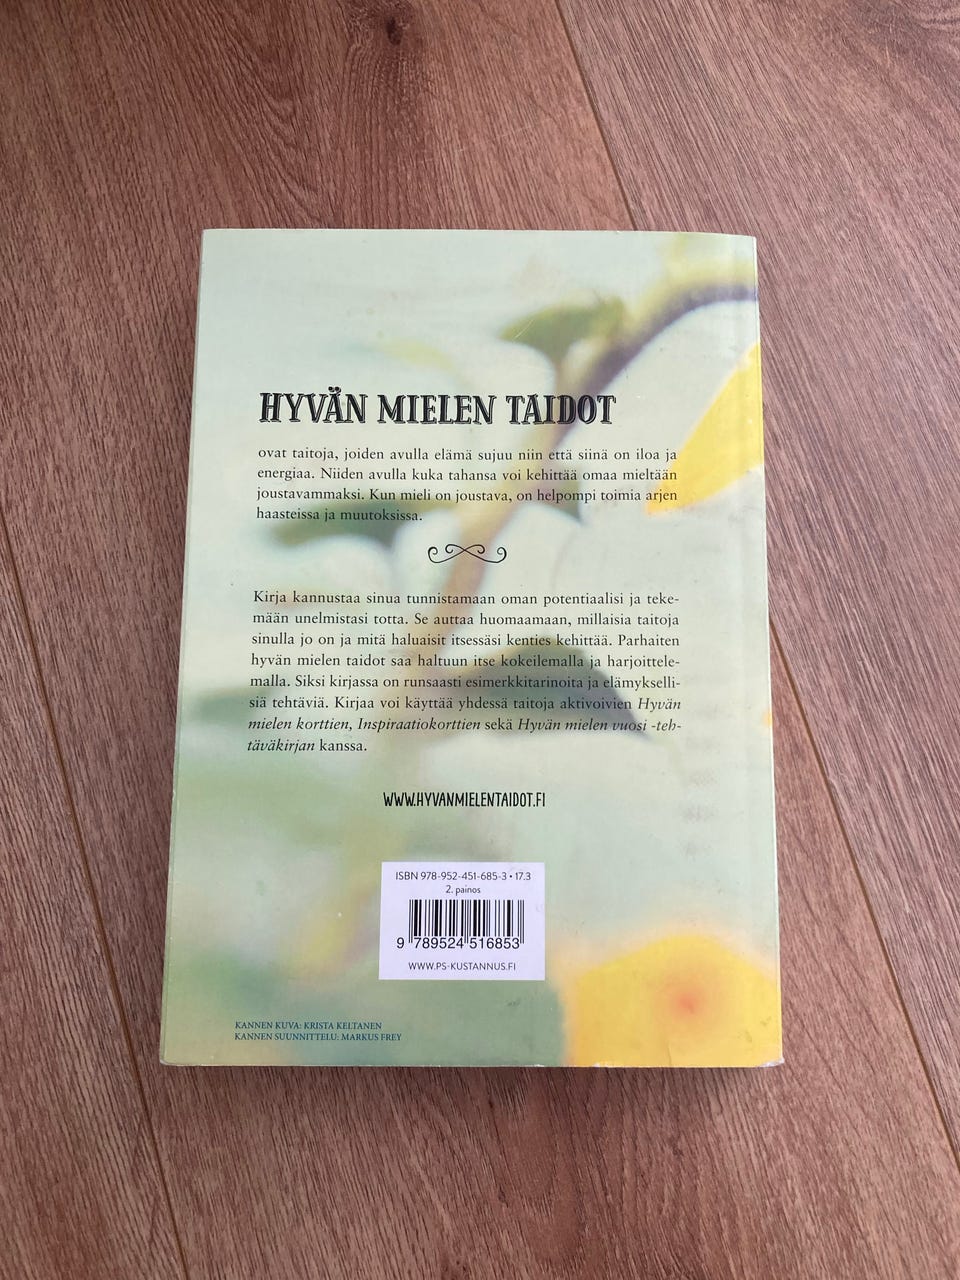 HYVÄN MIELEN TAIDOT
ovat taitoja, joiden avulla elämä sujuu niin että siinä on iloa ja
energiaa. Niiden avulla kuka tahansa voi kehittää omaa mieltään
joustavammaksi. Kun mieli on joustava, on helpompi toimia arjen
haasteissa ja muutoksissa.
Kirja kannustaa sinua tunnistamaan oman potentiaalisi ja teke-
mään unelmistasi totta. Se auttaa huomaamaan, millaisia taitoja
sinulla jo on ja mitä haluaisit itsessäsi kenties kehittää. Parhaiten
hyvän mielen taidot saa haltuun itse kokeilemalla ja harjoittele-
malla. Siksi kirjassa on runsaasti esimerkkitarinoita ja elämyksell­i-
siä tehtäviä. Kirjaa voi käyttää yhdessä taitoja aktivoivien Hyvän
mielen korttien, Inspiraatiokorttien sekä Hyvän mielen vuosi -teh-
täväkirjan kanssa.
WWW.HYVANMIELENTAIDOT.FI
ISBN 978-952-451-685-3 • 17.3
2. painos
9 789524 516853
WWW.PS-KUSTANNUS.FI
KANNEN KUVA: KRISTA KELTANEN
KANNEN SUUNNITTELU: MARKUS FREY